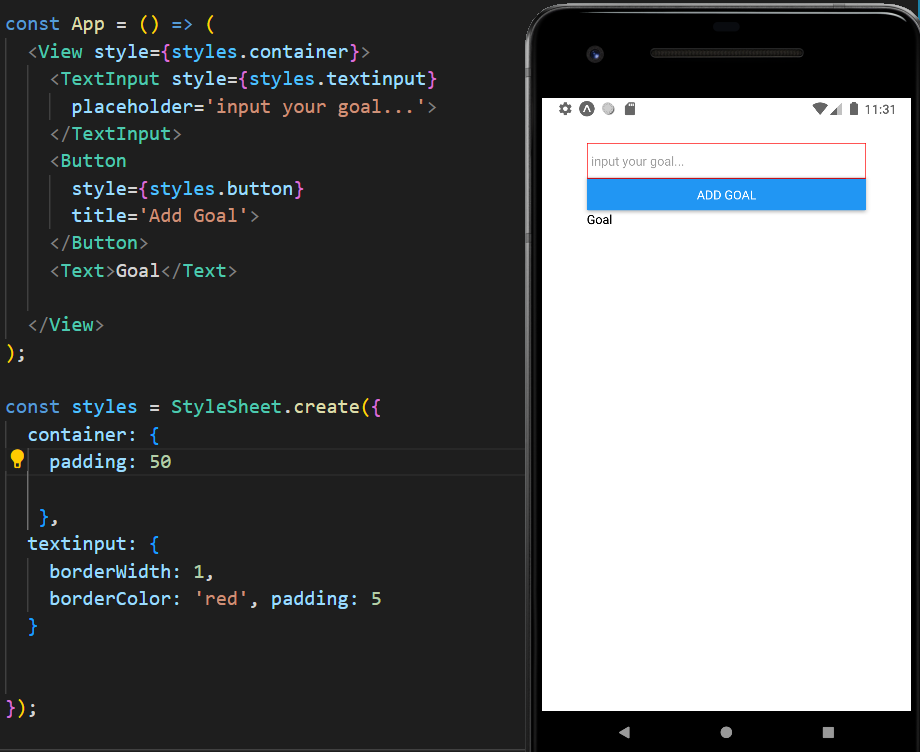 const App = () => (
  <View style={styles.container}>
    <TextInput style={styles.textinput}
      placeholder='input your goal...'>
    </TextInput>
    <Button
      style={styles.button}
      title='Add Goal'>
    </Button>
    <Text>Goal</Text>
  </View>
);
const styles = StyleSheet.create({
  container: {
    padding: 50
   },
  textinput: {
    borderWidth: 1,
    borderColor: 'red', padding: 5
  }
});
11:31
input your goal...
ADD GOAL
Goal